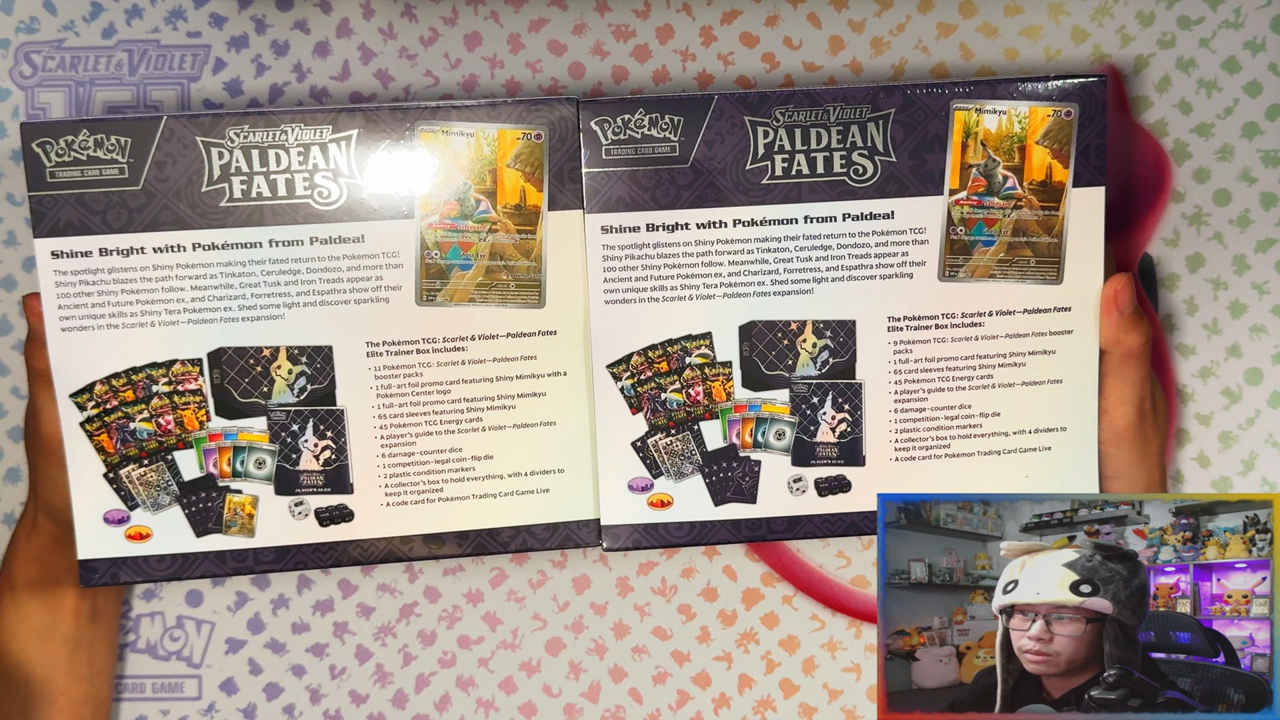 SCARLET & VIOLET
151
POKÉMON
TRADING CARD GAME
SCARLET & VIOLET
PALDEAN
FATES
Mimikyu
70
Ability
Safeguard
Ghost Eye
Shine Bright with Pokémon from Paldea!
The spotlight glistens on Shiny Pokémon making their fated return to the Pokémon TCG!
Shiny Pikachu blazes the path forward as Tinkaton, Ceruledge, Dondozo, and more than
100 other Shiny Pokémon follow. Meanwhile, Great Tusk and Iron Treads appear as
Ancient and Future Pokémon ex, and Charizard, Forretress, and Espathra show off their
own unique skills as Shiny Tera Pokémon ex. Shed some light and discover sparkling
wonders in the Scarlet & Violet—Paldean Fates expansion!
The Pokémon TCG: Scarlet & Violet—Paldean Fates
Elite Trainer Box includes:
• 11 Pokémon TCG: Scarlet & Violet—Paldean Fates
booster packs
• 1 full-art foil promo card featuring Shiny Mimikyu with a
Pokémon Center logo
• 1 full-art foil promo card featuring Shiny Mimikyu
• 65 card sleeves featuring Shiny Mimikyu
• 45 Pokémon TCG Energy cards
• A player's guide to the Scarlet & Violet—Paldean Fates
expansion
• 6 damage-counter dice
• 1 competition-legal coin-flip die
• 2 plastic condition markers
• A collector's box to hold everything, with 4 dividers to
keep it organized
• A code card for Pokémon Trading Card Game Live
PLAYER'S GUIDE
POKÉMON
TRADING CARD GAME
SCARLET & VIOLET
PALDEAN
FATES
Mimikyu
70
Ability
Safeguard
Ghost Eye
Shine Bright with Pokémon from Paldea!
The spotlight glistens on Shiny Pokémon making their fated return to the Pokémon TCG!
Shiny Pikachu blazes the path forward as Tinkaton, Ceruledge, Dondozo, and more than
100 other Shiny Pokémon follow. Meanwhile, Great Tusk and Iron Treads appear as
Ancient and Future Pokémon ex, and Charizard, Forretress, and Espathra show off their
own unique skills as Shiny Tera Pokémon ex. Shed some light and discover sparkling
wonders in the Scarlet & Violet—Paldean Fates expansion!
The Pokémon TCG: Scarlet & Violet—Paldean Fates
Elite Trainer Box includes:
• 9 Pokémon TCG: Scarlet & Violet—Paldean Fates booster
packs
• 1 full-art foil promo card featuring Shiny Mimikyu
• 65 card sleeves featuring Shiny Mimikyu
• 45 Pokémon TCG Energy cards
• A player's guide to the Scarlet & Violet—Paldean Fates
expansion
• 6 damage-counter dice
• 1 competition-legal coin-flip die
• 2 plastic condition markers
• A collector's box to hold everything, with 4 dividers to
keep it organized
• A code card for Pokémon Trading Card Game Live
PLAYER'S GUIDE
MON
CARD GAME